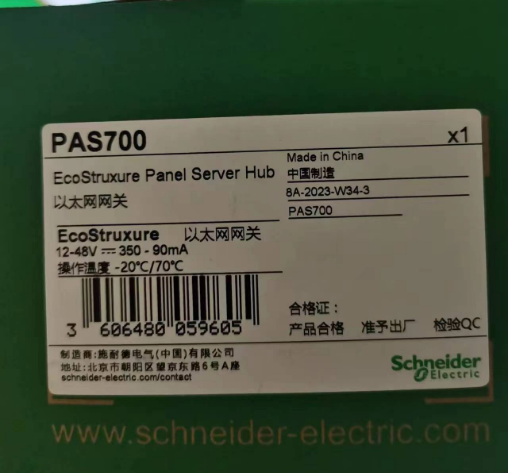 PAS700
x1
EcoStruxure Panel Server Hub
以太网网关
Made in China
中国制造
8A-2023-W34-3
PAS700
EcoStruxure 以太网网关
12-48V ⎓ 350 - 90mA
操作温度 -20℃/70℃
3 606480 059605
合格证：
产品合格 准予出厂 检验QC
制造商:施耐德电气(中国)有限公司
地址:北京市朝阳区望京东路6号A座
schneider-electric.com/contact
Schneider
Electric
www.schneider-electric.com